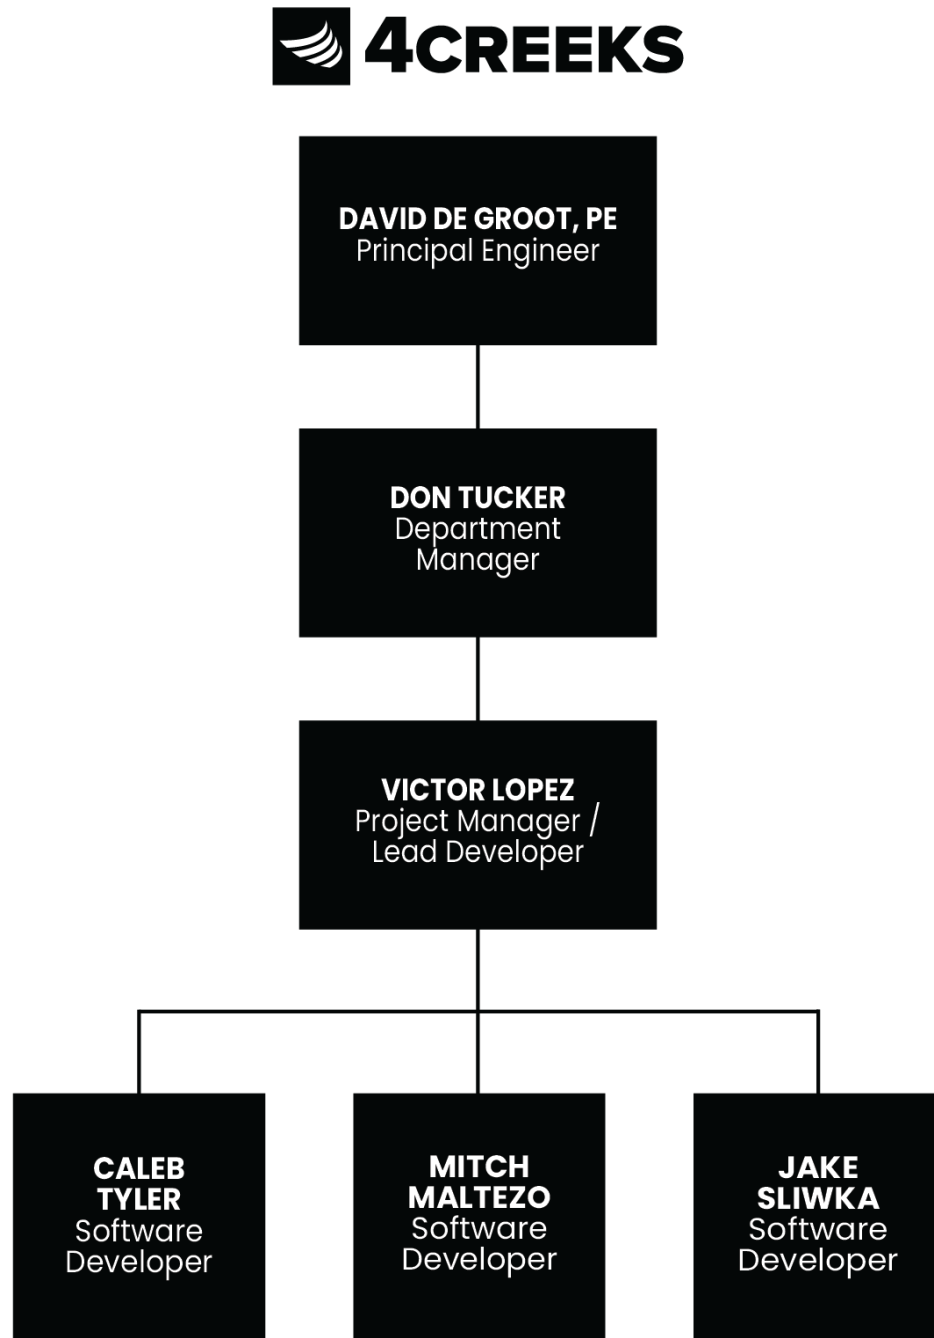 4CREEKS
DAVID DE GROOT, PE
Principal Engineer
DON TUCKER
Department
Manager
VICTOR LOPEZ
Project Manager /
Lead Developer
CALEB
TYLER
Software
Developer
MITCH
MALTEZO
Software
Developer
JAKE
SLIWKA
Software
Developer